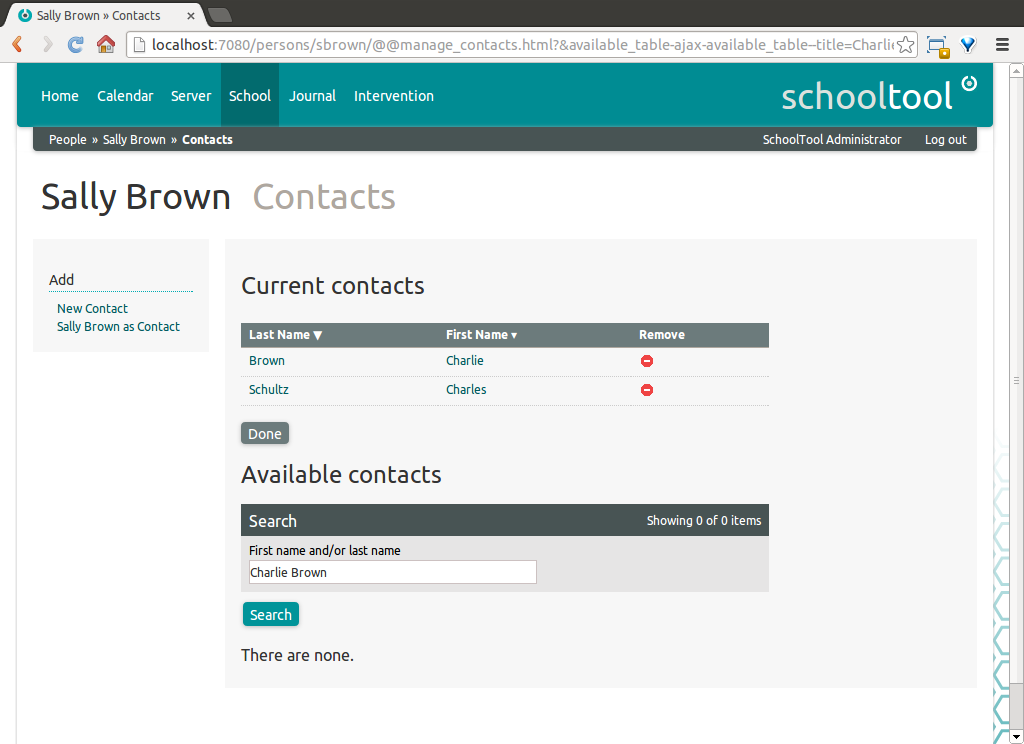 Sally Brown » Contacts
localhost:7080/persons/sbrown/@@manage_contacts.html?&available_table-ajax-available_table--title=Charli
Home Calendar Server School Journal Intervention
schooltool
People » Sally Brown » Contacts
SchoolTool Administrator Log out
Sally Brown Contacts
Add
New Contact
Sally Brown as Contact
Current contacts
Last Name ▼ First Name ▾ Remove
Brown Charlie
Schultz Charles
Done
Available contacts
Search Showing 0 of 0 items
First name and/or last name
Charlie Brown
Search
There are none.